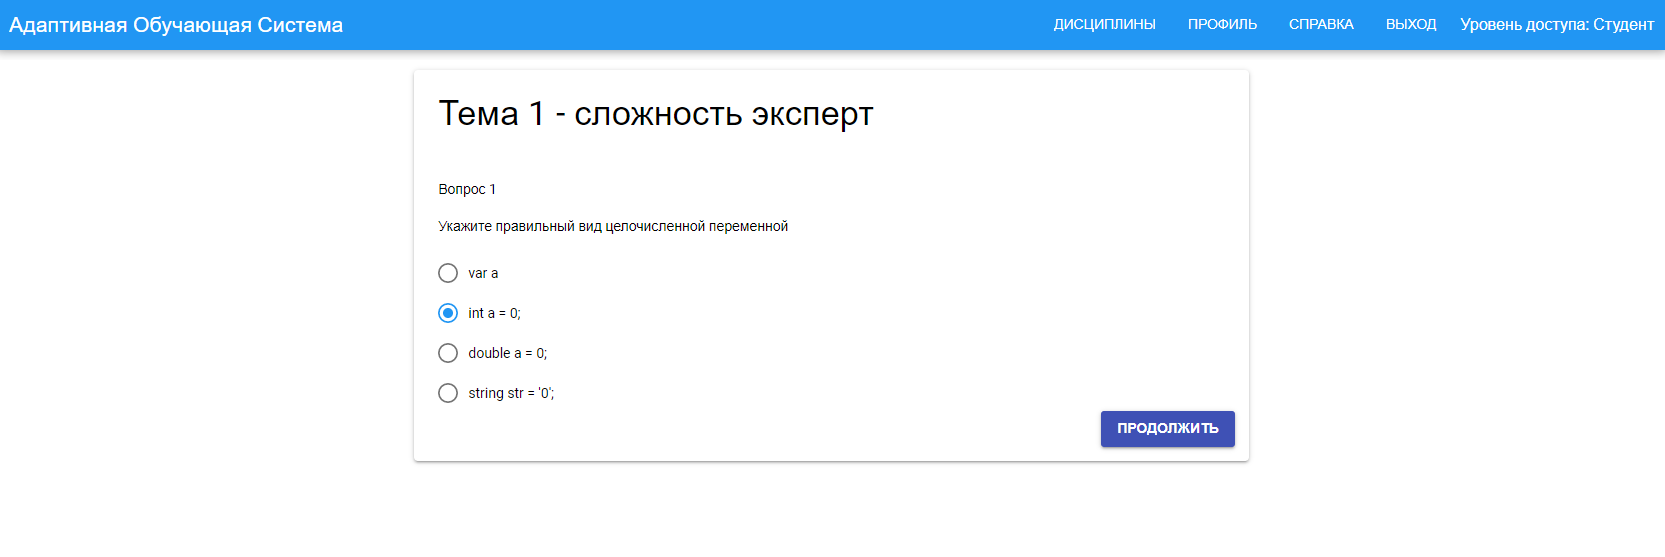 Адаптивная Обучающая Система
ДИСЦИПЛИНЫ ПРОФИЛЬ СПРАВКА ВЫХОД Уровень доступа: Студент
Тема 1 - сложность эксперт
Вопрос 1
Укажите правильный вид целочисленной переменной
var a
int a = 0;
double a = 0;
string str = '0';
ПРОДОЛЖИТЬ